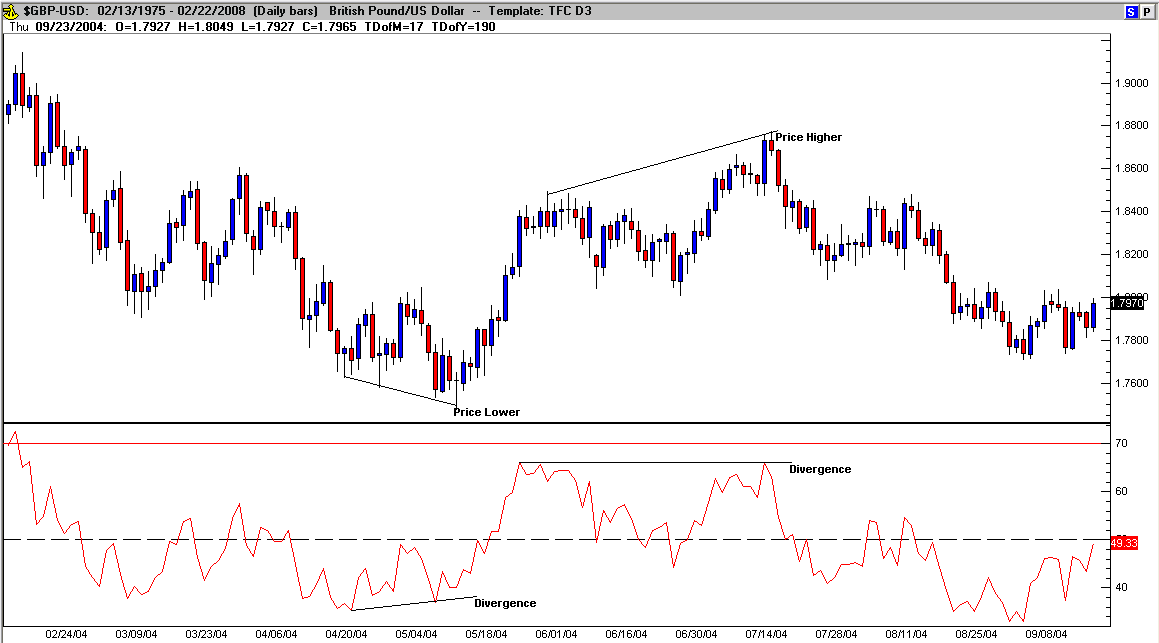 $GBP-USD: 02/13/1975 - 02/22/2008 (Daily bars) British Pound/US Dollar -- Template: TFC D3
S P
Thu 09/23/2004: O=1.7927 H=1.8049 L=1.7927 C=1.7965 TDofM=17 TDofY=190
1.9000
1.8800
Price Higher
1.8600
1.8400
1.8200
1.7970
1.7800
1.7600
Price Lower
70
Divergence
60
49.33
40
Divergence
02/24/04 03/09/04 03/23/04 04/06/04 04/20/04 05/04/04 05/18/04 06/01/04 06/16/04 06/30/04 07/14/04 07/28/04 08/11/04 08/25/04 09/08/04